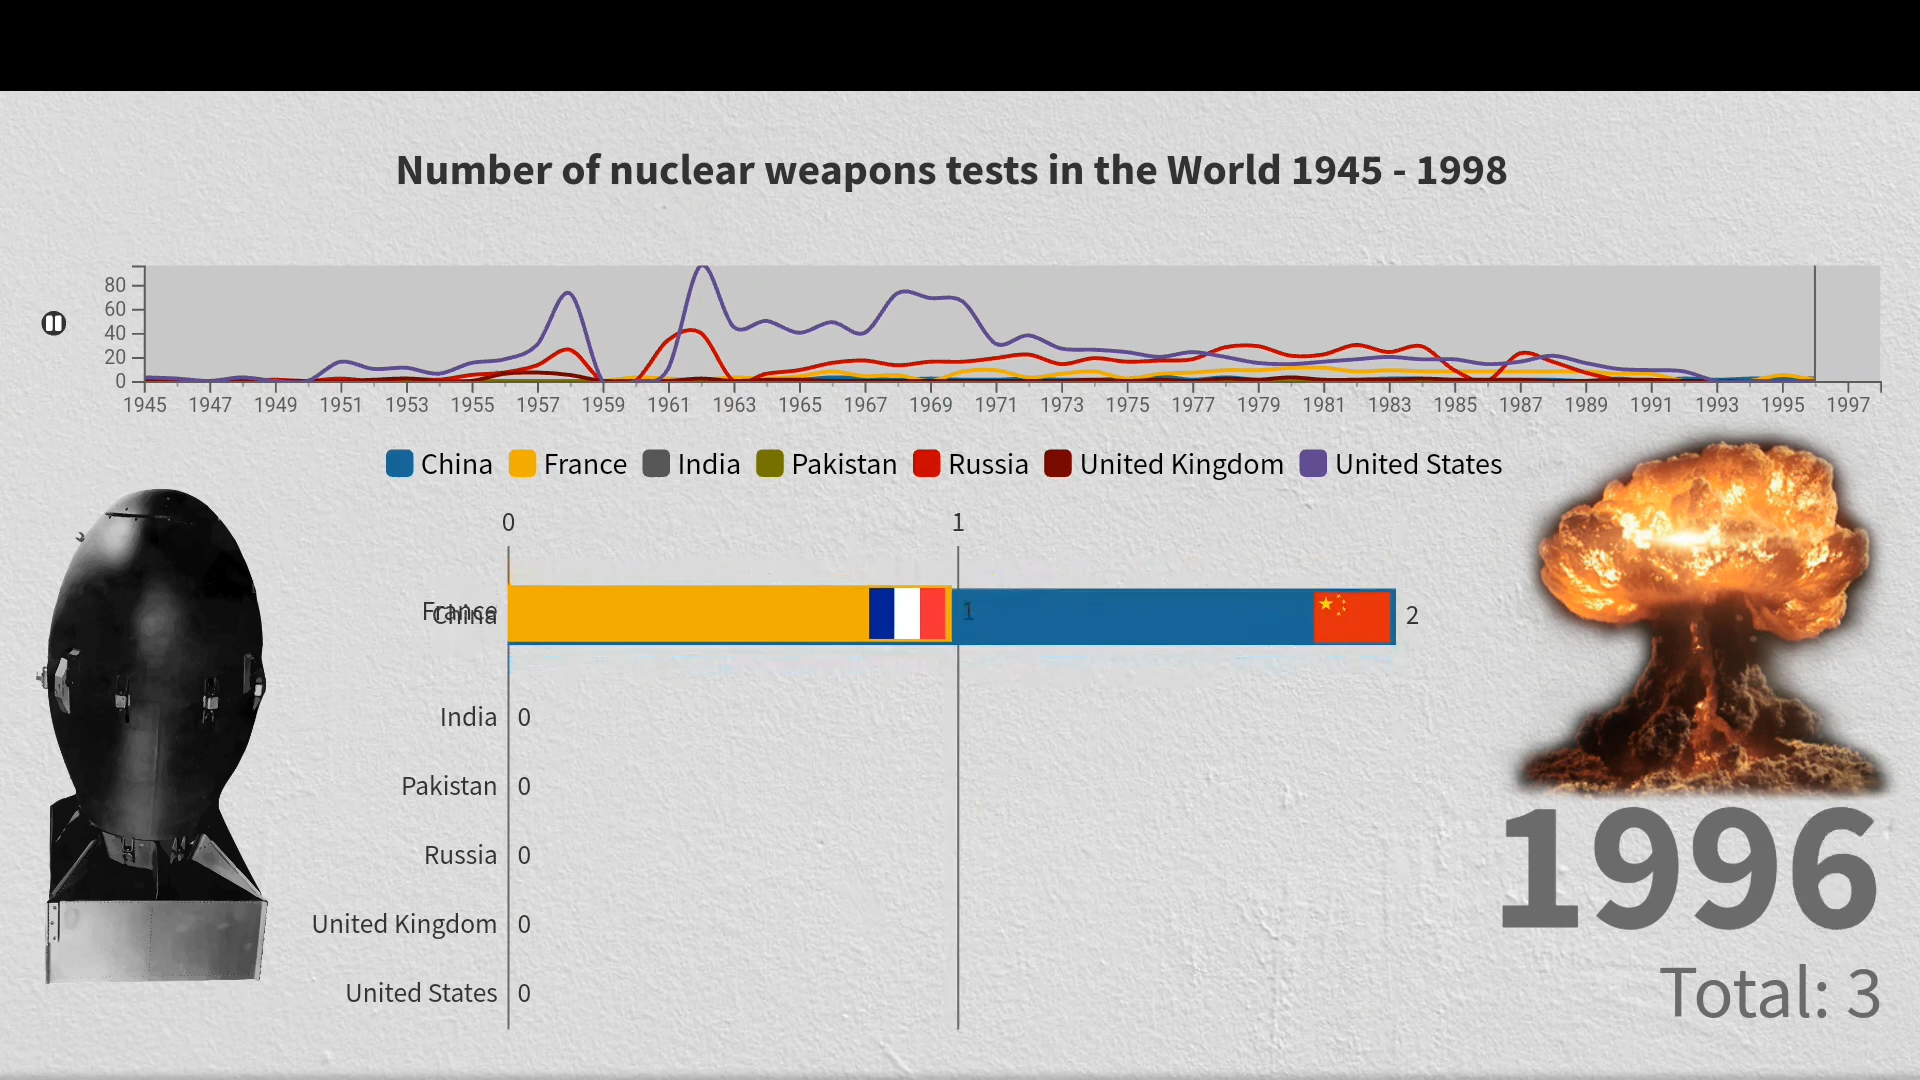 Number of nuclear weapons tests in the World 1945 - 1998
80
60
40
20
0
1945 1947 1949 1951 1953 1955 1957 1959 1961 1963 1965 1967 1969 1971 1973 1975 1977 1979 1981 1983 1985 1987 1989 1991 1993 1995 1997
China France India Pakistan Russia United Kingdom United States
0 1
France 1
China 2
India 0
Pakistan 0
Russia 0
United Kingdom 0
United States 0
1996
Total: 3